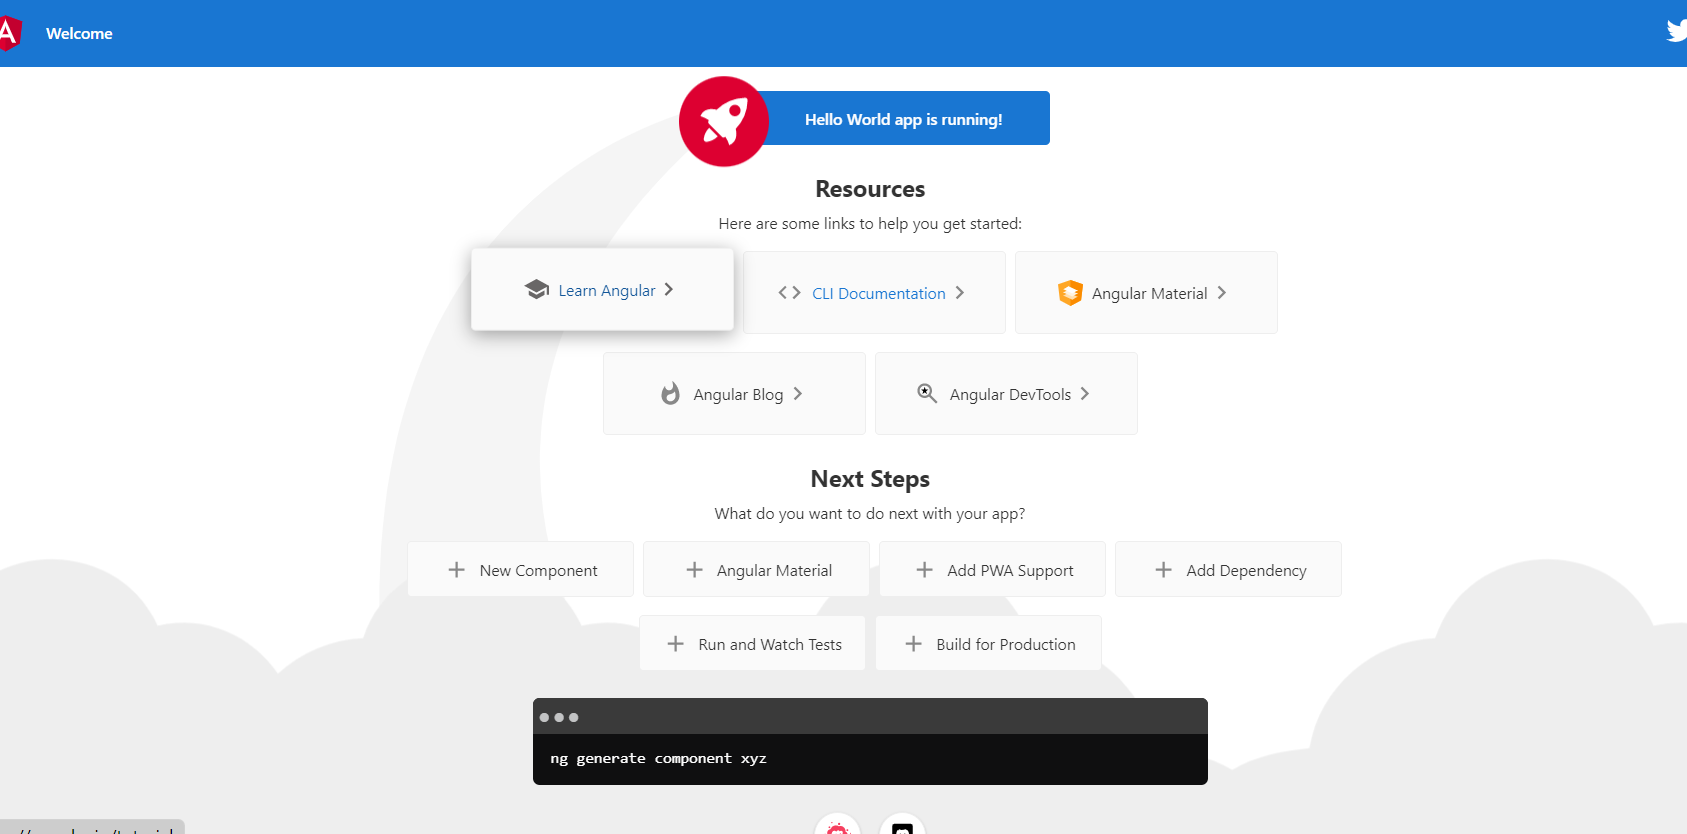 Welcome
Hello World app is running!
Resources
Here are some links to help you get started:
Learn Angular
CLI Documentation
Angular Material
Angular Blog
Angular DevTools
Next Steps
What do you want to do next with your app?
New Component
Angular Material
Add PWA Support
Add Dependency
Run and Watch Tests
Build for Production
ng generate component xyz